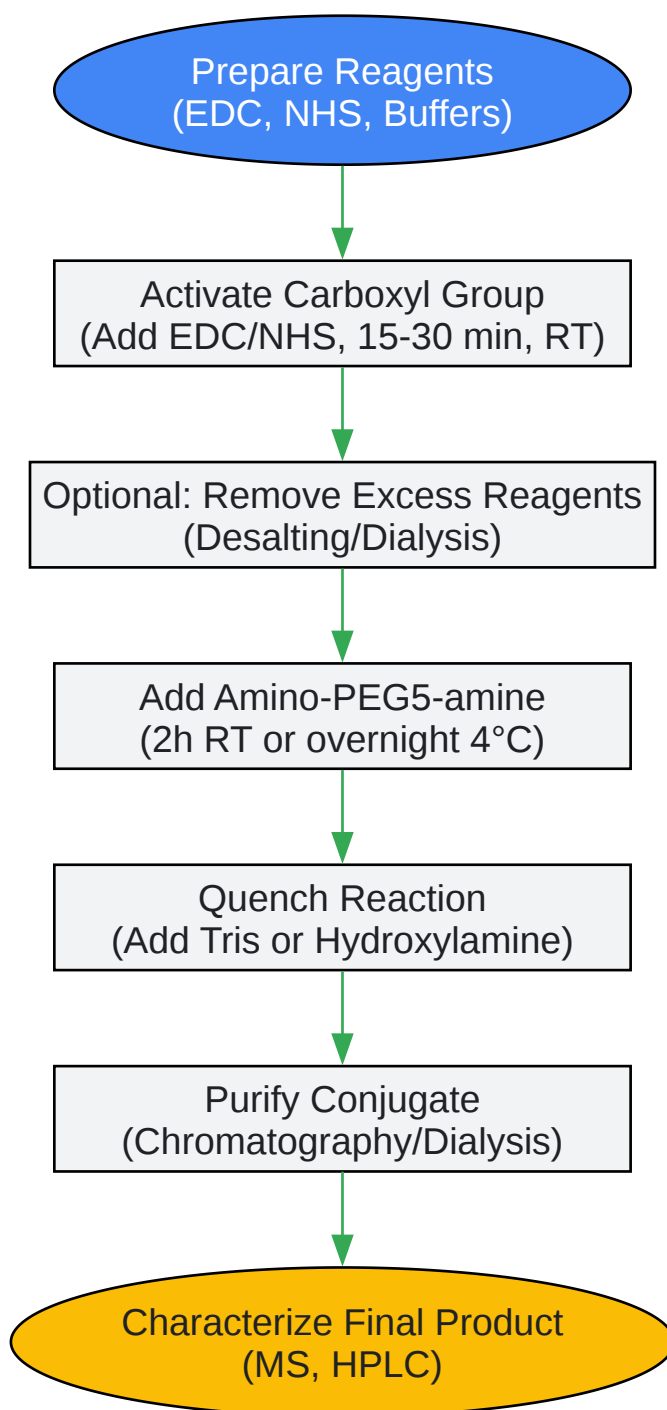 Prepare Reagents
(EDC, NHS, Buffers)
Activate Carboxyl Group
(Add EDC/NHS, 15-30 min, RT)
Optional: Remove Excess Reagents
(Desalting/Dialysis)
Add Amino-PEG5-amine
(2h RT or overnight 4°C)
Quench Reaction
(Add Tris or Hydroxylamine)
Purify Conjugate
(Chromatography/Dialysis)
Characterize Final Product
(MS, HPLC)